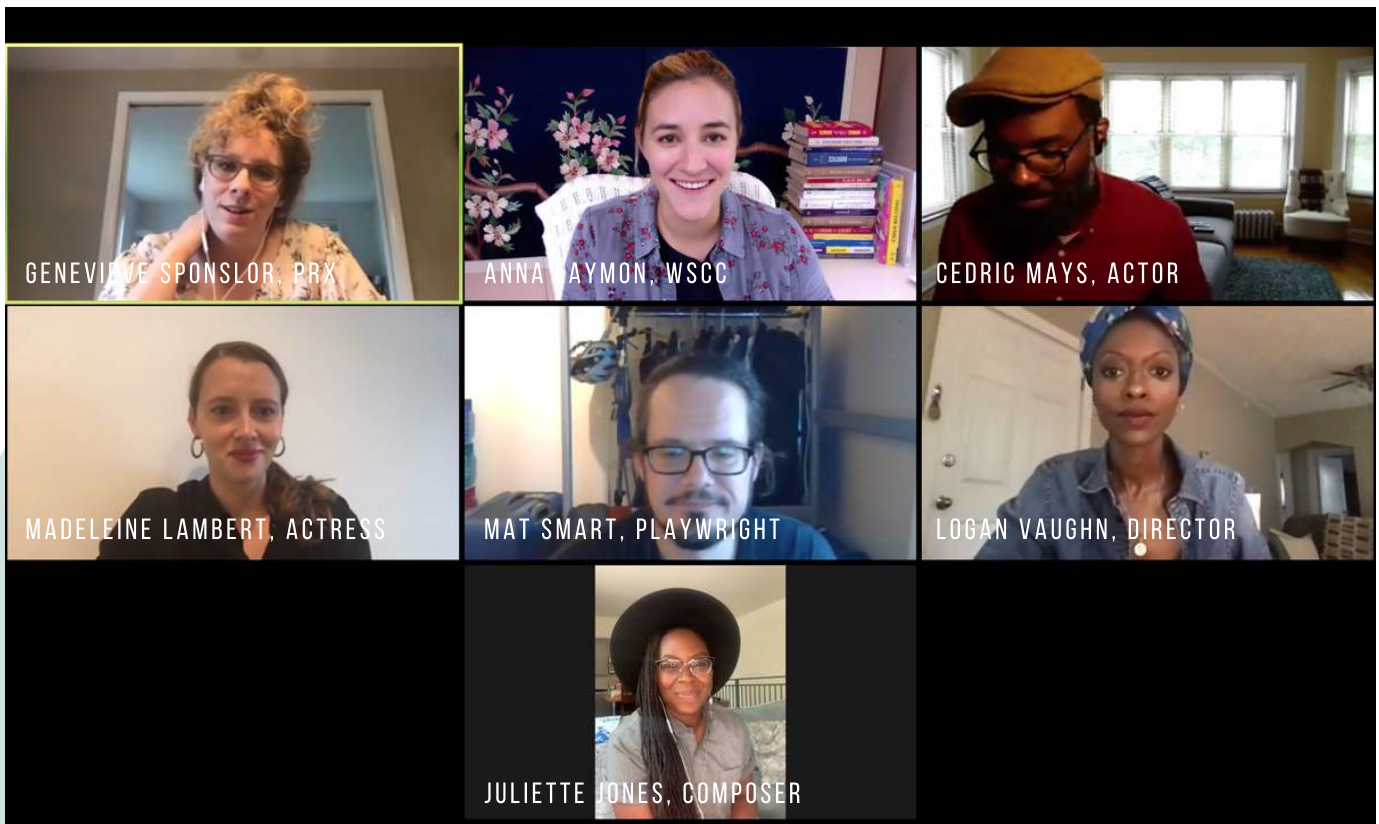 GENEVIEVE SPONSLOR, PRX
ANNA LAYMON, WSCC
CEDRIC MAYS, ACTOR
MADELEINE LAMBERT, ACTRESS
MAT SMART, PLAYWRIGHT
LOGAN VAUGHN, DIRECTOR
JULIETTE JONES, COMPOSER